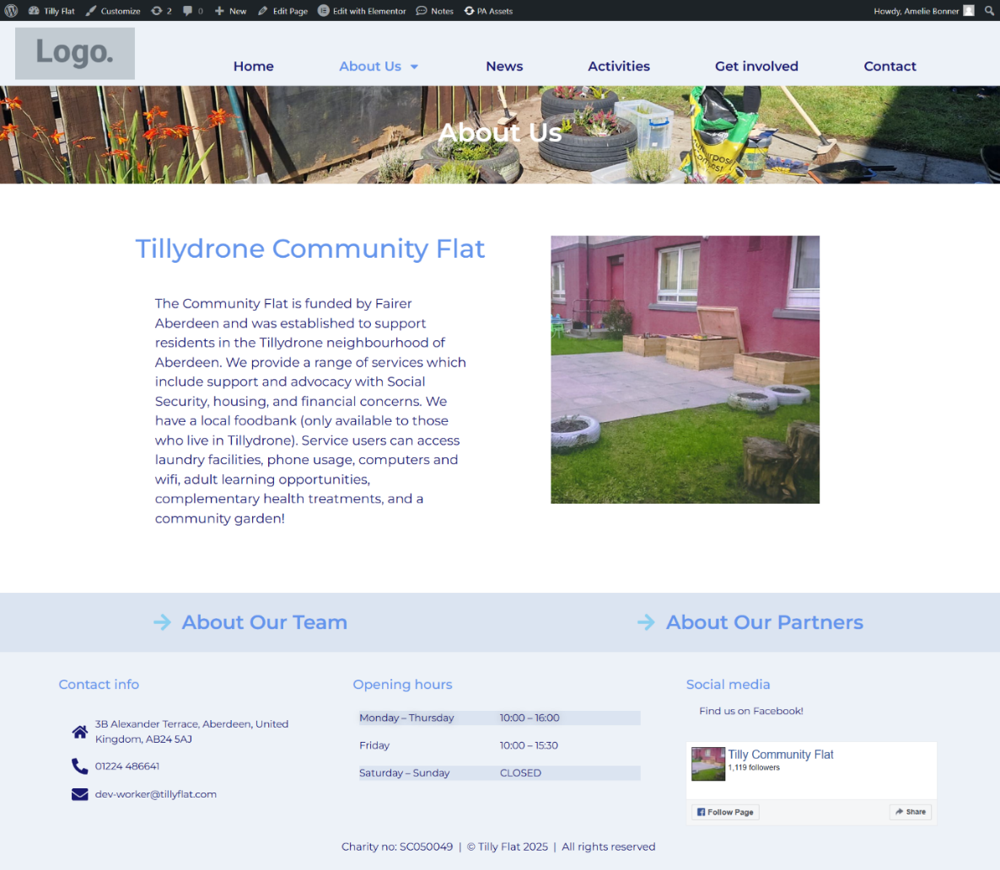 Tilly Flat Customize 2 0 New Edit Page Edit with Elementor Notes PA Assets Howdy, Amelie Bonner
Logo.
Home About Us News Activities Get involved Contact
About Us
Tillydrone Community Flat
The Community Flat is funded by Fairer
Aberdeen and was established to support
residents in the Tillydrone neighbourhood of
Aberdeen. We provide a range of services which
include support and advocacy with Social
Security, housing, and financial concerns. We
have a local foodbank (only available to those
who live in Tillydrone). Service users can access
laundry facilities, phone usage, computers and
wifi, adult learning opportunities,
complementary health treatments, and a
community garden!
About Our Team About Our Partners
Contact info
3B Alexander Terrace, Aberdeen, United
Kingdom, AB24 5AJ
01224 486641
dev-worker@tillyflat.com
Opening hours
Monday – Thursday 10:00 – 16:00
Friday 10:00 – 15:30
Saturday – Sunday CLOSED
Social media
Find us on Facebook!
Tilly Community Flat
1,119 followers
Follow Page Share
Charity no: SC050049 | © Tilly Flat 2025 | All rights reserved